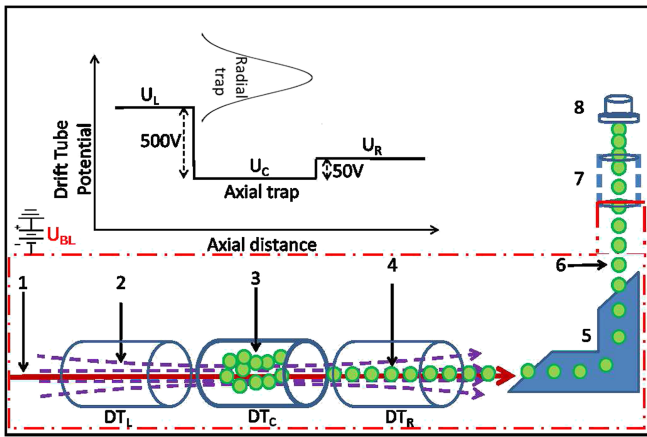 Drift Tube
Potential
U_L
500V
Radial
trap
U_C
U_R
50V
Axial trap
Axial distance
+
-
U_BL
1
2
3
4
5
6
7
8
DT_L
DT_C
DT_R